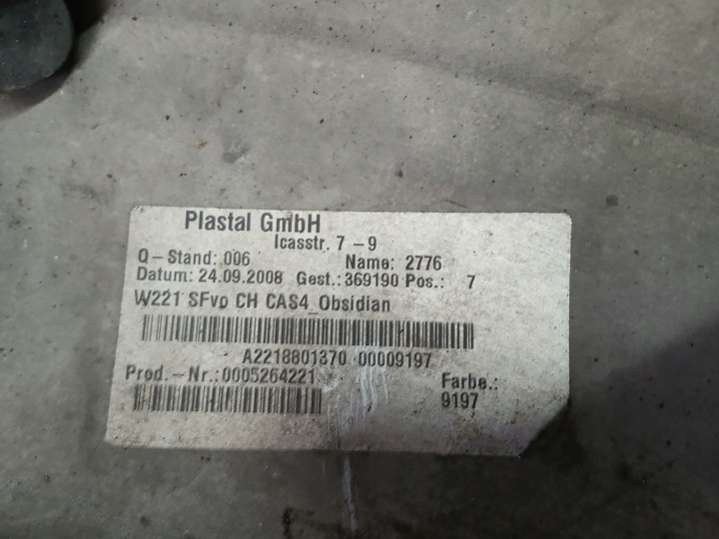 Plastal GmbH
Icasstr. 7-9
Q-Stand: 006 Name: 2776
Datum: 24.09.2008 Gest.: 369190 Pos.: 7
W221 SFvo CH CAS4_Obsidian
A2218801370 00009197
Prod.-Nr.:0005264221 Farbe.:
9197